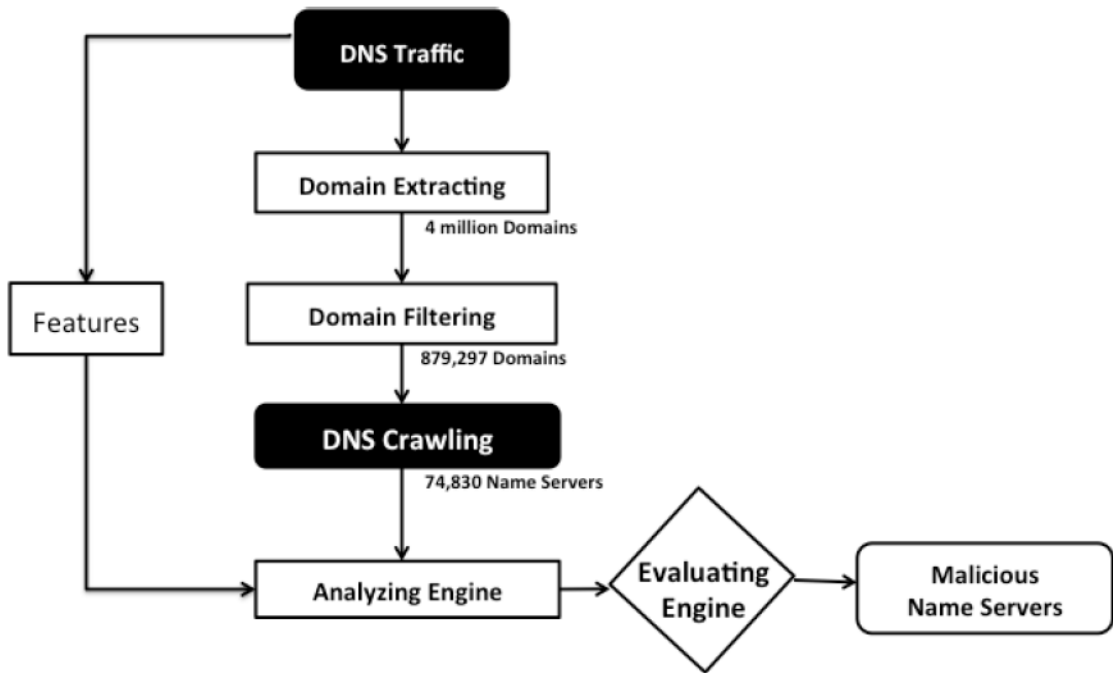 DNS Traffic
Domain Extracting
4 million Domains
Features
Domain Filtering
879,297 Domains
DNS Crawling
74,830 Name Servers
Analyzing Engine
Evaluating
Engine
Malicious
Name Servers